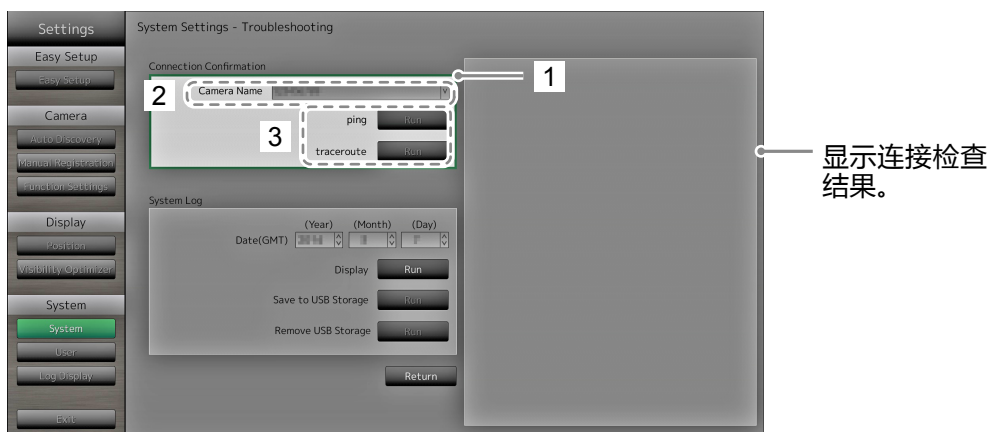 Settings
System Settings - Troubleshooting
Easy Setup
Easy Setup
Camera
Auto Discovery
Manual Registration
Function Settings
Display
Position
Visibility Optimizer
System
System
User
Log Display
Exit
Connection Confirmation
1
2
Camera Name
3
ping Run
traceroute Run
System Log
(Year) (Month) (Day)
Date(GMT)
Display Run
Save to USB Storage Run
Remove USB Storage Run
Return
显示连接检查
结果。